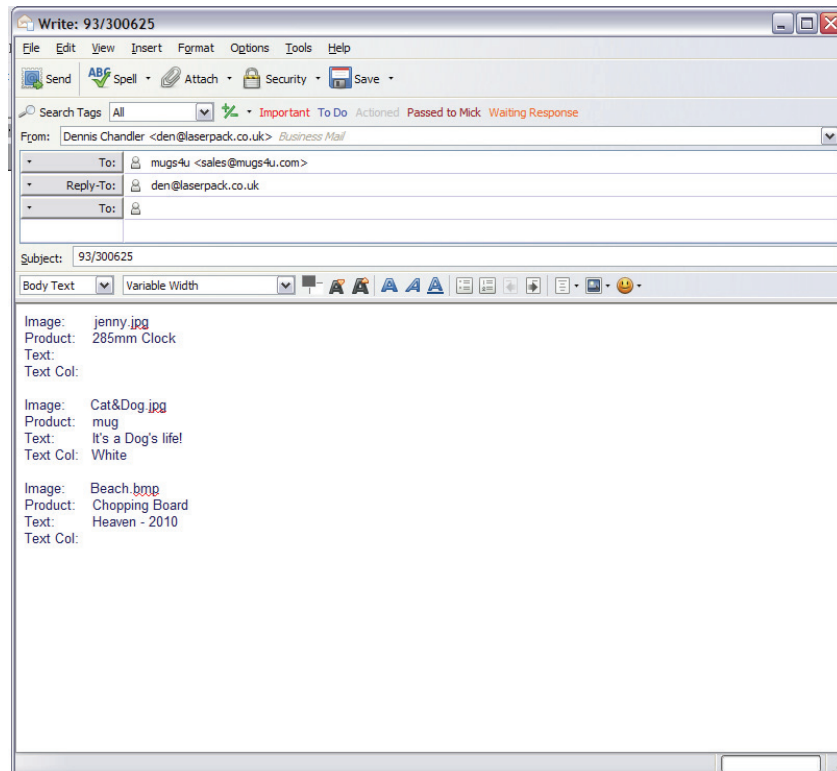 Write: 93/300625
File Edit View Insert Format Options Tools Help
Send ABC Spell Attach Security Save
Search Tags All Important To Do Actioned Passed to Mick Waiting Response
From: Dennis Chandler <den@laserpack.co.uk> Business Mail
To: mugs4u <sales@mugs4u.com>
Reply-To: den@laserpack.co.uk
To:
Subject: 93/300625
Body Text Variable Width
Image: jenny.jpg
Product: 285mm Clock
Text:
Text Col:
Image: Cat&Dog.jpg
Product: mug
Text: It's a Dog's life!
Text Col: White
Image: Beach.bmp
Product: Chopping Board
Text: Heaven - 2010
Text Col: